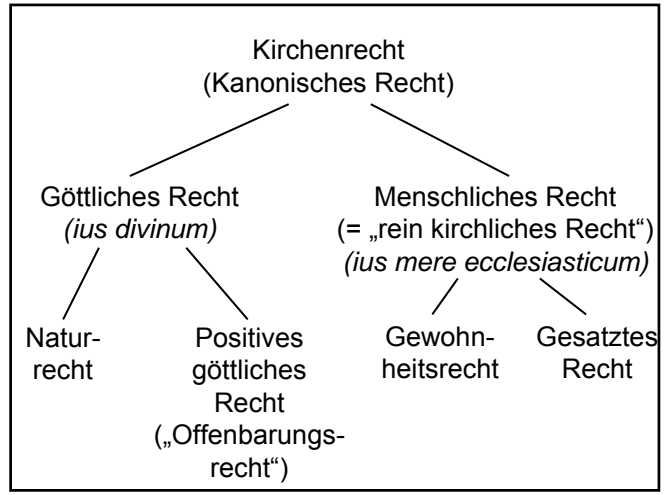 Kirchenrecht
(Kanonisches Recht)
Göttliches Recht
(ius divinum)
Menschliches Recht
(= „rein kirchliches Recht“)
(ius mere ecclesiasticum)
Natur-
recht
Positives
göttliches
Recht
(„Offenbarungs-
recht“)
Gewohn-
heitsrecht
Gesatztes
Recht